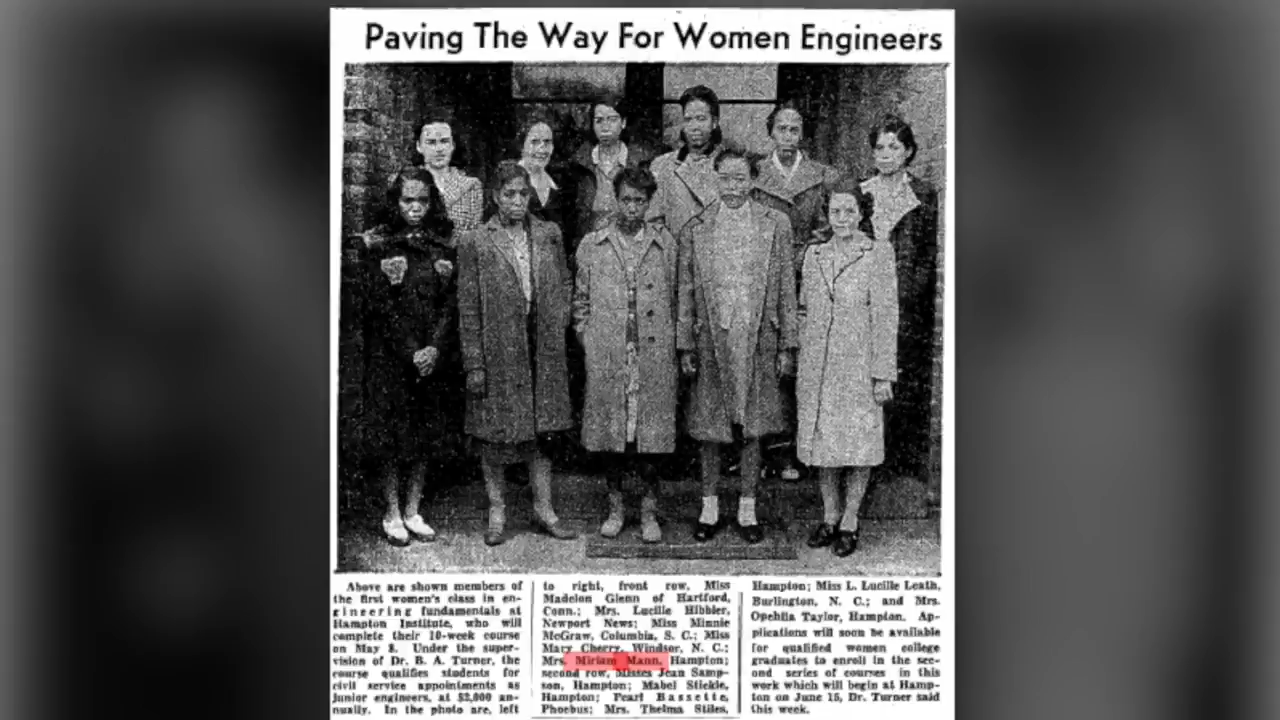 Paving The Way For Women Engineers
Above are shown members of
the first women's class in en-
gineering fundamentals at
Hampton Institute, who will
complete their 10-week course
on May 8. Under the super-
vision of Dr. B. A. Turner, the
course qualifies students for
civil service appointments as
junior engineers, at $2,000 an-
nually. In the photo are, left
to right, front row, Miss
Madelon Glenn of Hartford,
Conn.; Mrs. Lucille Hibbler,
Newport News; Miss Minnie
McGraw, Columbia, S. C.; Miss
Mary Cherry, Windsor, N. C.;
Mrs. Miriam Mann, Hampton;
second row, Misses Jean Samp-
son, Hampton; Mabel Stickle,
Hampton; Pearl Bassette,
Phoebus; Mrs. Thelma Stiles,
Hampton; Miss L. Lucille Leath,
Burlington, N. C.; and Mrs.
Ophelia Taylor, Hampton. Ap-
plications will soon be available
for qualified women college
graduates to enroll in the sec-
ond series of courses in this
work which will begin at Hamp-
ton on June 15, Dr. Turner said
this week.